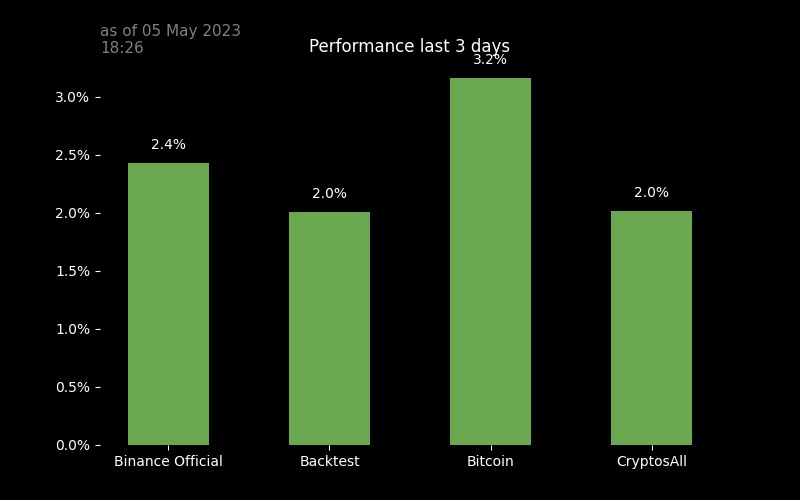 as of 05 May 2023
18:26
Performance last 3 days
3.2%
3.0%
2.4%
2.5%
2.0%
2.0%
2.0%
1.5%
1.0%
0.5%
0.0%
Binance Official
Backtest
Bitcoin
CryptosAll